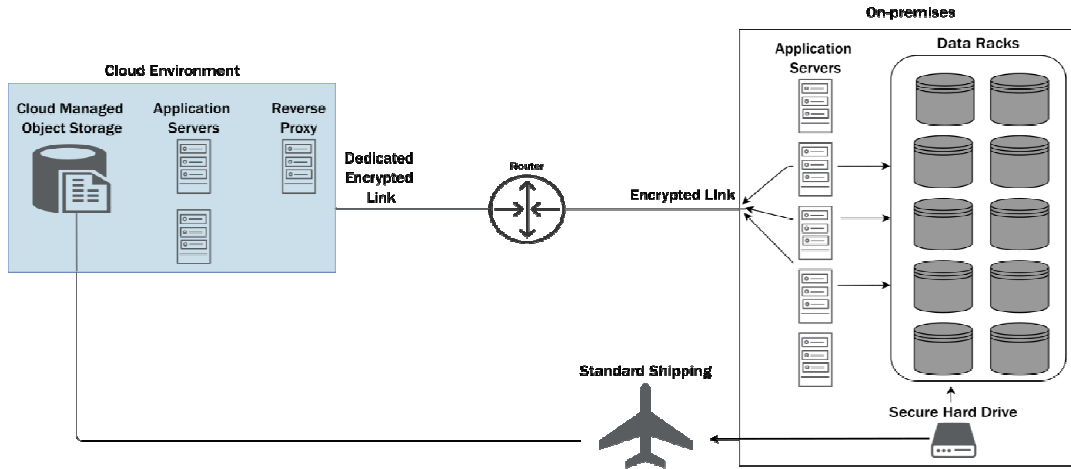 On-premises
Application
Servers
Data Racks
Cloud Environment
Cloud Managed
Object Storage
Application
Servers
Reverse
Proxy
Dedicated
Encrypted
Link
Router
Encrypted Link
Standard Shipping
Secure Hard Drive